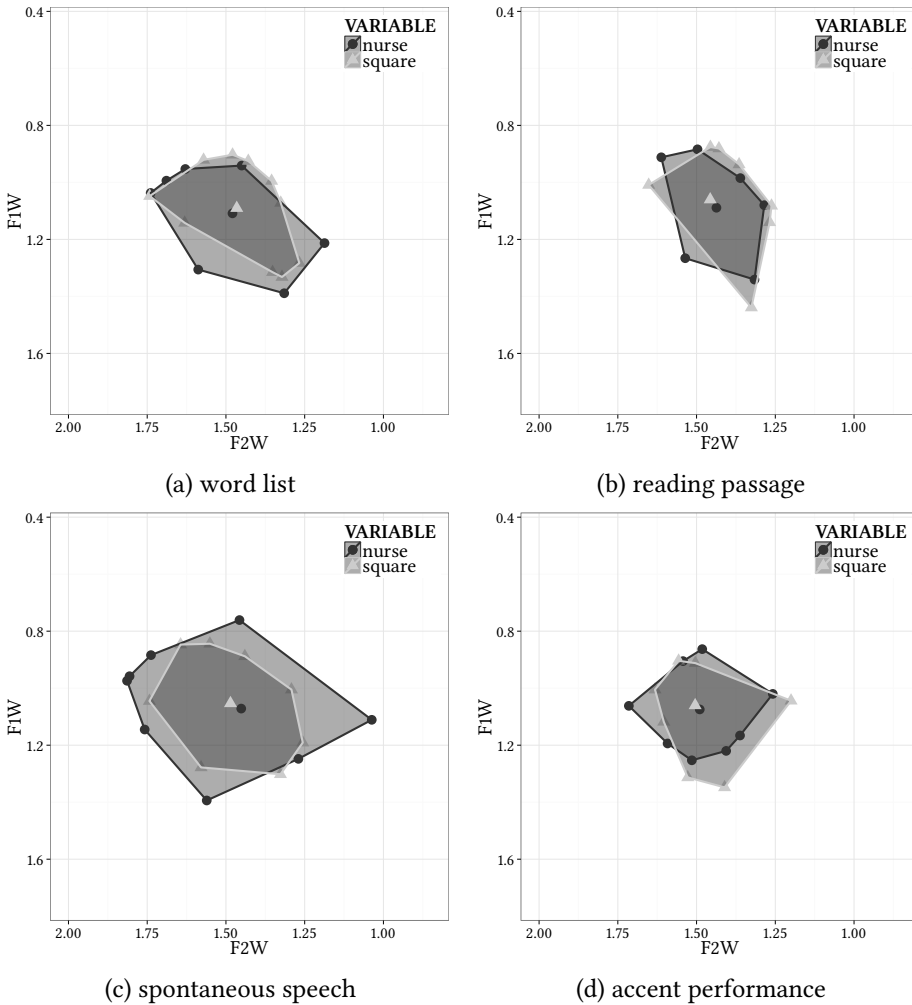 VARIABLE
nurse
square
0.4
0.8
1.2
1.6
F1W
2.00 1.75 1.50 1.25 1.00
F2W
(a) word list
VARIABLE
nurse
square
0.4
0.8
1.2
1.6
F1W
2.00 1.75 1.50 1.25 1.00
F2W
(b) reading passage
VARIABLE
nurse
square
0.4
0.8
1.2
1.6
F1W
2.00 1.75 1.50 1.25 1.00
F2W
(c) spontaneous speech
VARIABLE
nurse
square
0.4
0.8
1.2
1.6
F1W
2.00 1.75 1.50 1.25 1.00
F2W
(d) accent performance